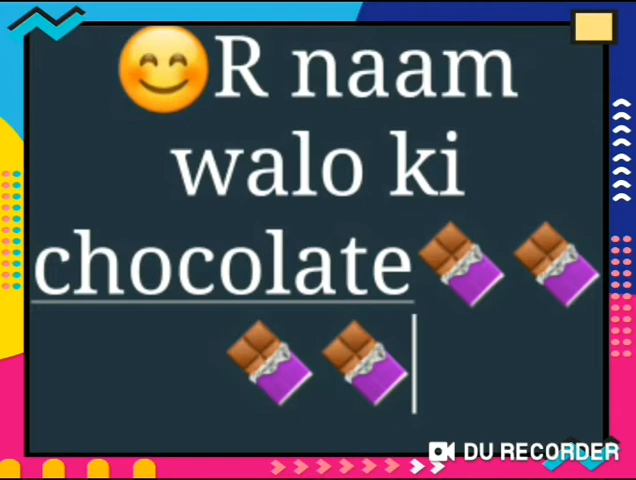 😊R naam
walo ki
chocolate🍫🍫
🍫🍫
DU RECORDER